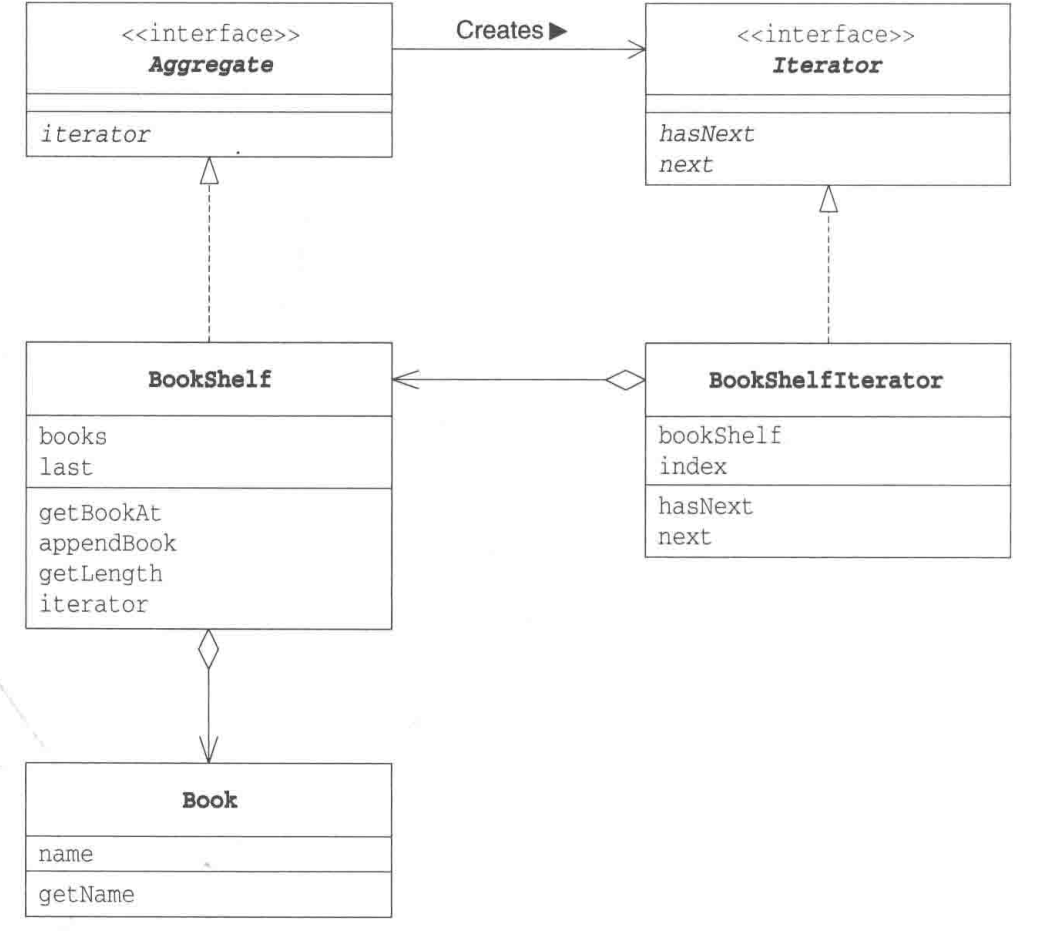 <<interface>>
Aggregate
iterator
Creates▶
<<interface>>
Iterator
hasNext
next
BookShelf
books
last
getBookAt
appendBook
getLength
iterator
BookShelfIterator
bookShelf
index
hasNext
next
Book
name
getName